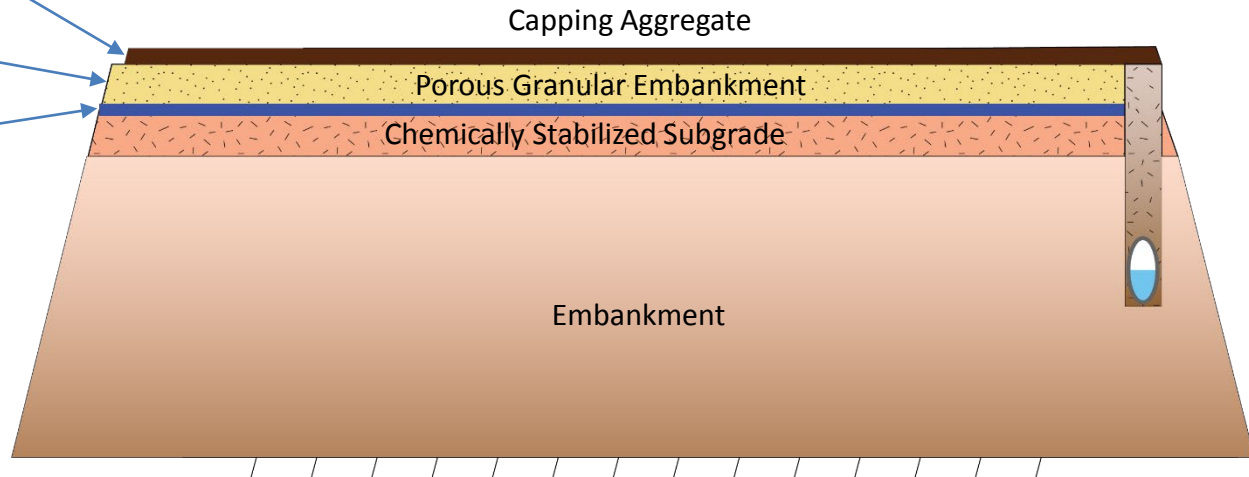 Capping Aggregate
Porous Granular Embankment
Chemically Stabilized Subgrade
Embankment